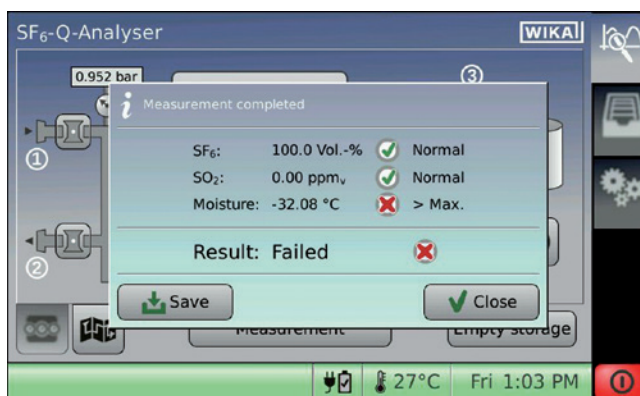 SF₆-Q-Analyser
WIKA
0.952 bar
③
i Measurement completed
①
SF₆: 100.0 Vol.-% Normal
SO₂: 0.00 ppmᵥ Normal
Moisture: -32.08 °C > Max.
②
Result: Failed
Save
Close
Measurement
Empty storage
27°C
Fri 1:03 PM